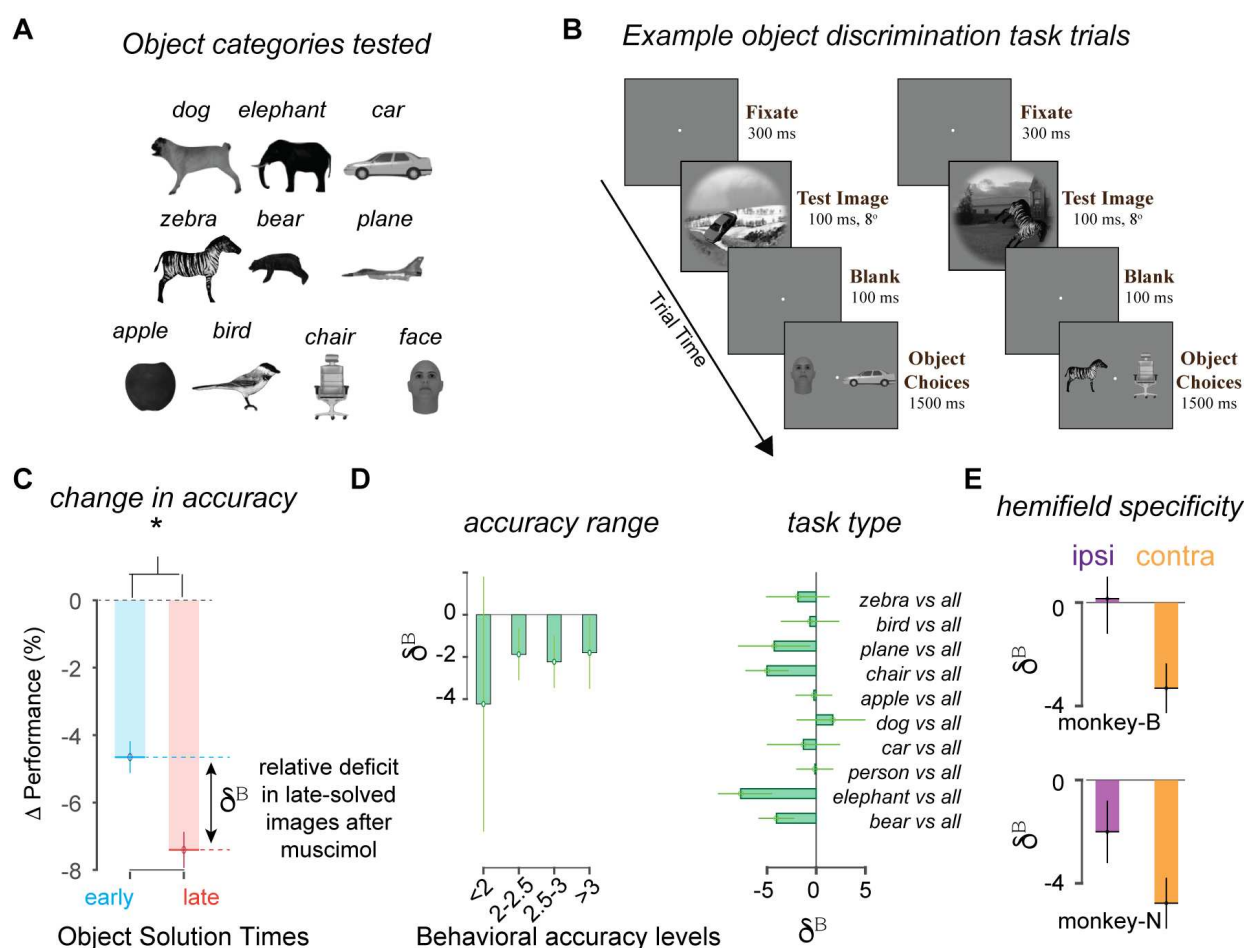 A
Object categories tested
dog elephant car
zebra bear plane
apple bird chair face
B
Example object discrimination task trials
Fixate
300 ms
Test Image
100 ms, 8°
Blank
100 ms
Object
Choices
1500 ms
Fixate
300 ms
Test Image
100 ms, 8°
Blank
100 ms
Object
Choices
1500 ms
Trial Time
C
change in accuracy
*
0
-2
-4
-6
-8
Δ Performance (%)
δᴮ
relative deficit
in late-solved
images after
muscimol
early late
Object Solution Times
D
accuracy range
0
-2
-4
δᴮ
<2
2-2.5
2.5-3
>3
Behavioral accuracy levels
task type
zebra vs all
bird vs all
plane vs all
chair vs all
apple vs all
dog vs all
car vs all
person vs all
elephant vs all
bear vs all
-5 0 5
δᴮ
E
hemifield specificity
ipsi contra
0
δᴮ
-4
monkey-B
0
δᴮ
-4
monkey-N